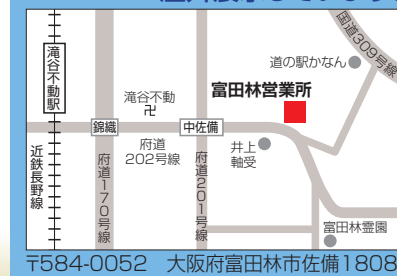 国道309号線
道の駅かなん
滝谷不動駅
滝谷不動
卍
富田林営業所
錦織
中佐備
府道
202号線
井上
軸受
近鉄長野線
府道170号線
府道201号線
富田林霊園
〒584-0052 大阪府富田林市佐備1808